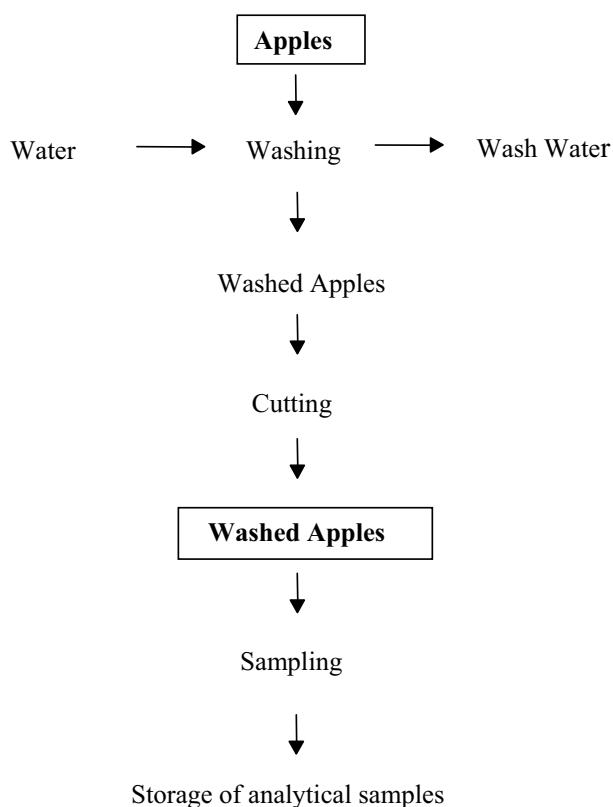 Apples
Water Washing Wash Water
Washed Apples
Cutting
Washed Apples
Sampling
Storage of analytical samples